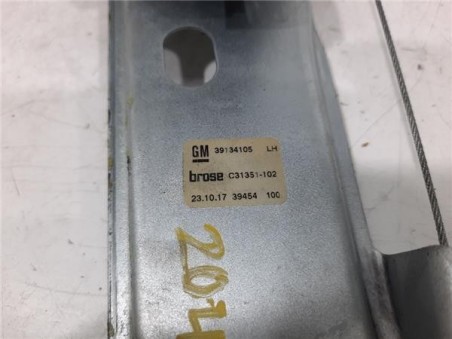 GM 39134105 LH
brose C31351-102
23.10.17 39454 100
204